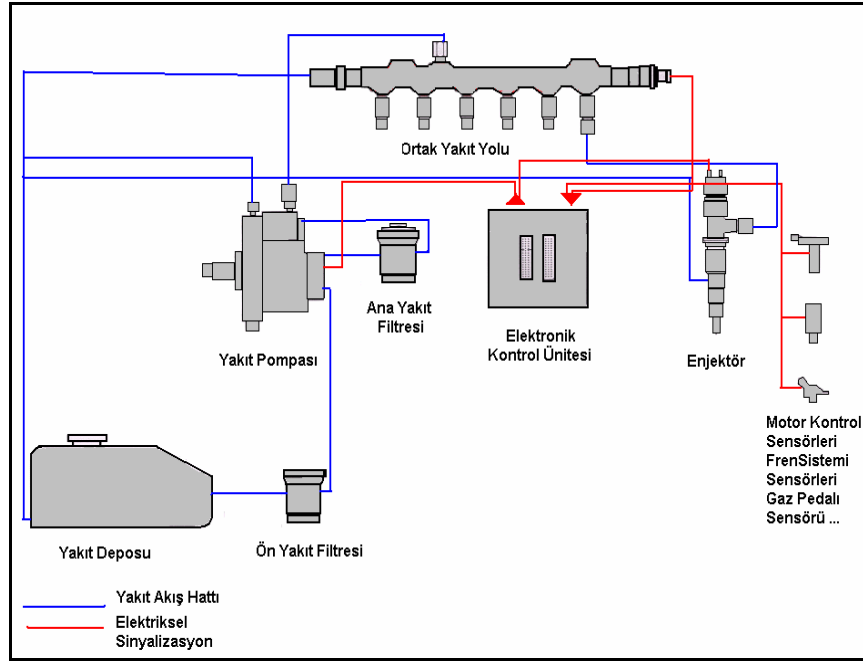 Ortak Yakıt Yolu
Ana Yakıt
Filtresi
Yakıt Pompası
Elektronik
Kontrol Ünitesi
Enjektör
Motor Kontrol
Sensörleri
FrenSistemi
Sensörleri
Gaz Pedalı
Sensörü ...
Yakıt Deposu
Ön Yakıt Filtresi
Yakıt Akış Hattı
Elektriksel
Sinyalizasyon